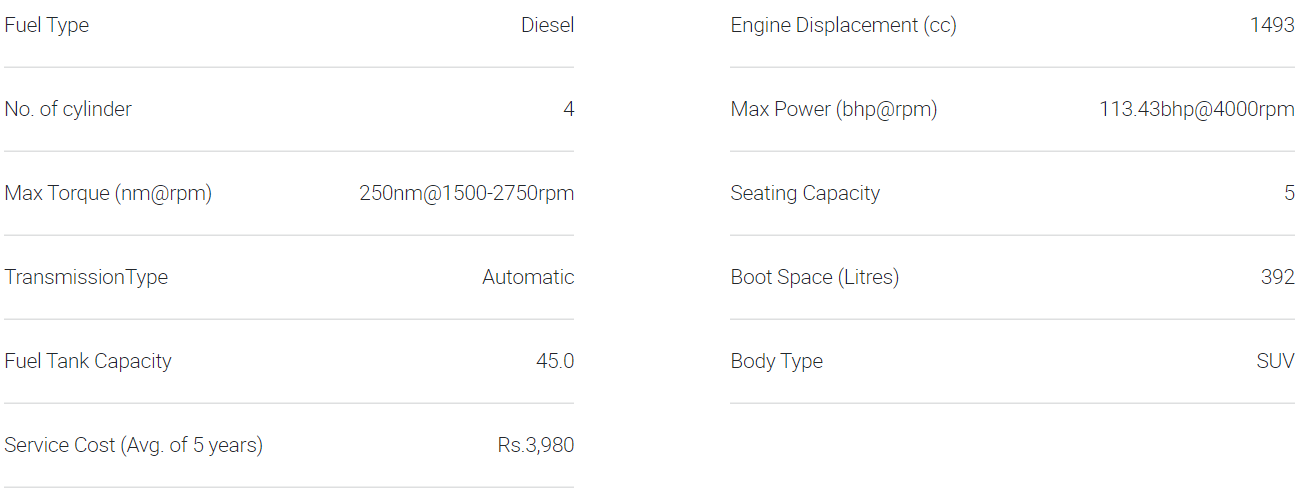 Fuel Type Diesel Engine Displacement (cc) 1493
No. of cylinder 4 Max Power (bhp@rpm) 113.43bhp@4000rpm
Max Torque (nm@rpm) 250nm@1500-2750rpm Seating Capacity 5
TransmissionType Automatic Boot Space (Litres) 392
Fuel Tank Capacity 45.0 Body Type SUV
Service Cost (Avg. of 5 years) Rs.3,980